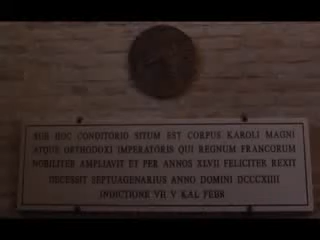 SUB HOC CONDITORIO SITUM EST CORPUS KAROLI MAGNI
ATQUE ORTHODOXI IMPERATORIS QUI REGNUM FRANCORUM
NOBILITER AMPLIAVIT ET PER ANNOS XLVII FELICITER REXIT
DECESSIT SEPTUAGENARIUS ANNO DOMINI DCCCXIIII
INDICTIONE VII V KAL FEBR